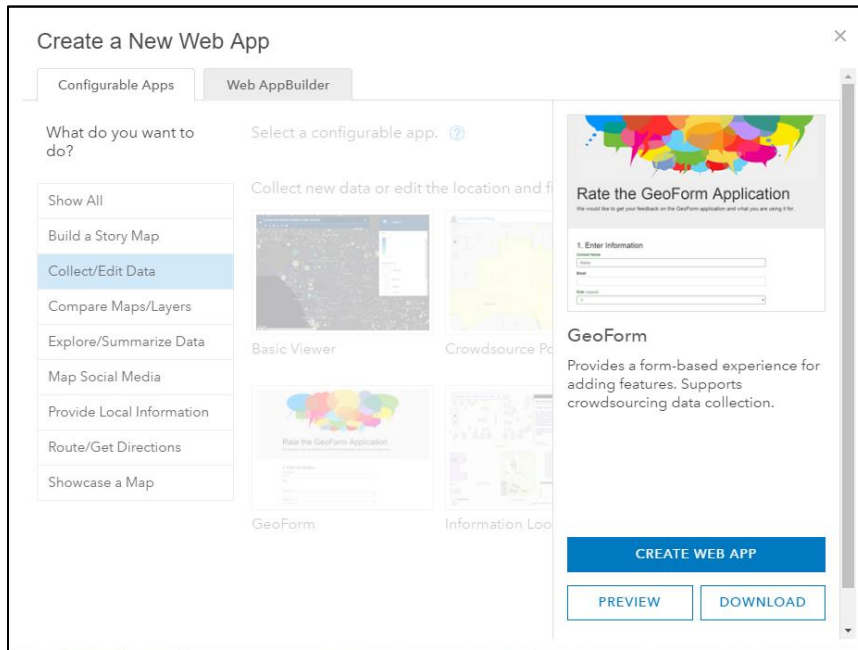 Create a New Web App
×
Configurable Apps
Web AppBuilder
What do you want to
do?
Show All
Build a Story Map
Collect/Edit Data
Compare Maps/Layers
Explore/Summarize Data
Map Social Media
Provide Local Information
Route/Get Directions
Showcase a Map
Select a configurable app. ?
Collect new data or edit the location and
Basic Viewer
Crowdsource
Rate the GeoForm Application
GeoForm
Information
Rate the GeoForm Application
We would like to get your feedback on the GeoForm application and what you are using it for.
1. Enter Information
Name
Email
GeoForm
Provides a form-based experience for
adding features. Supports
crowdsourcing data collection.
CREATE WEB APP
PREVIEW
DOWNLOAD